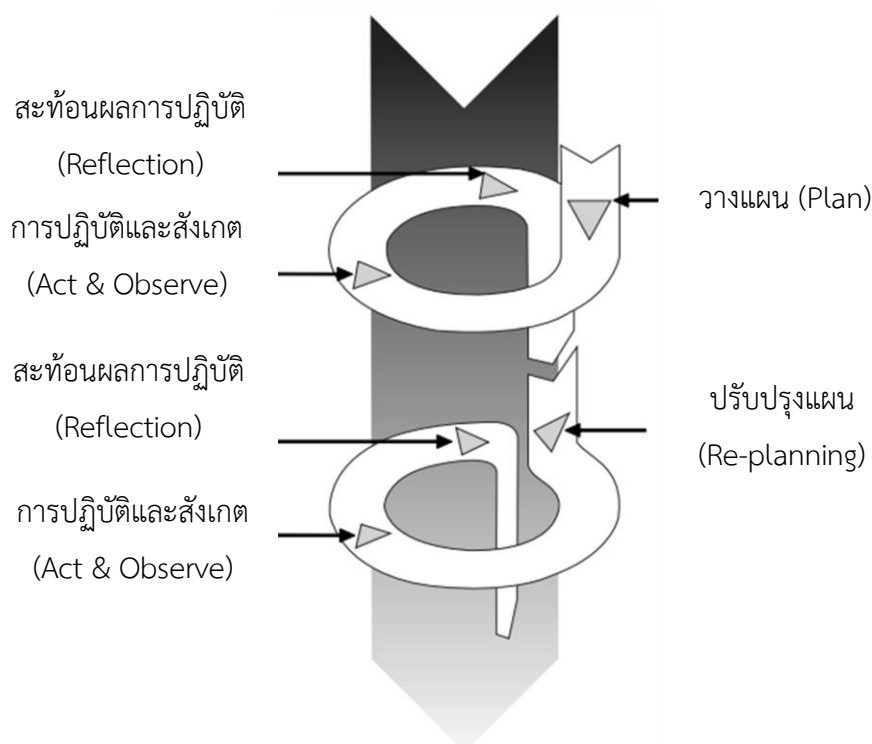 สะท้อนผลการปฏิบัติ
(Reflection)
วางแผน (Plan)
การปฏิบัติและสังเกต
(Act & Observe)
สะท้อนผลการปฏิบัติ
(Reflection)
ปรับปรุงแผน
(Re-planning)
การปฏิบัติและสังเกต
(Act & Observe)